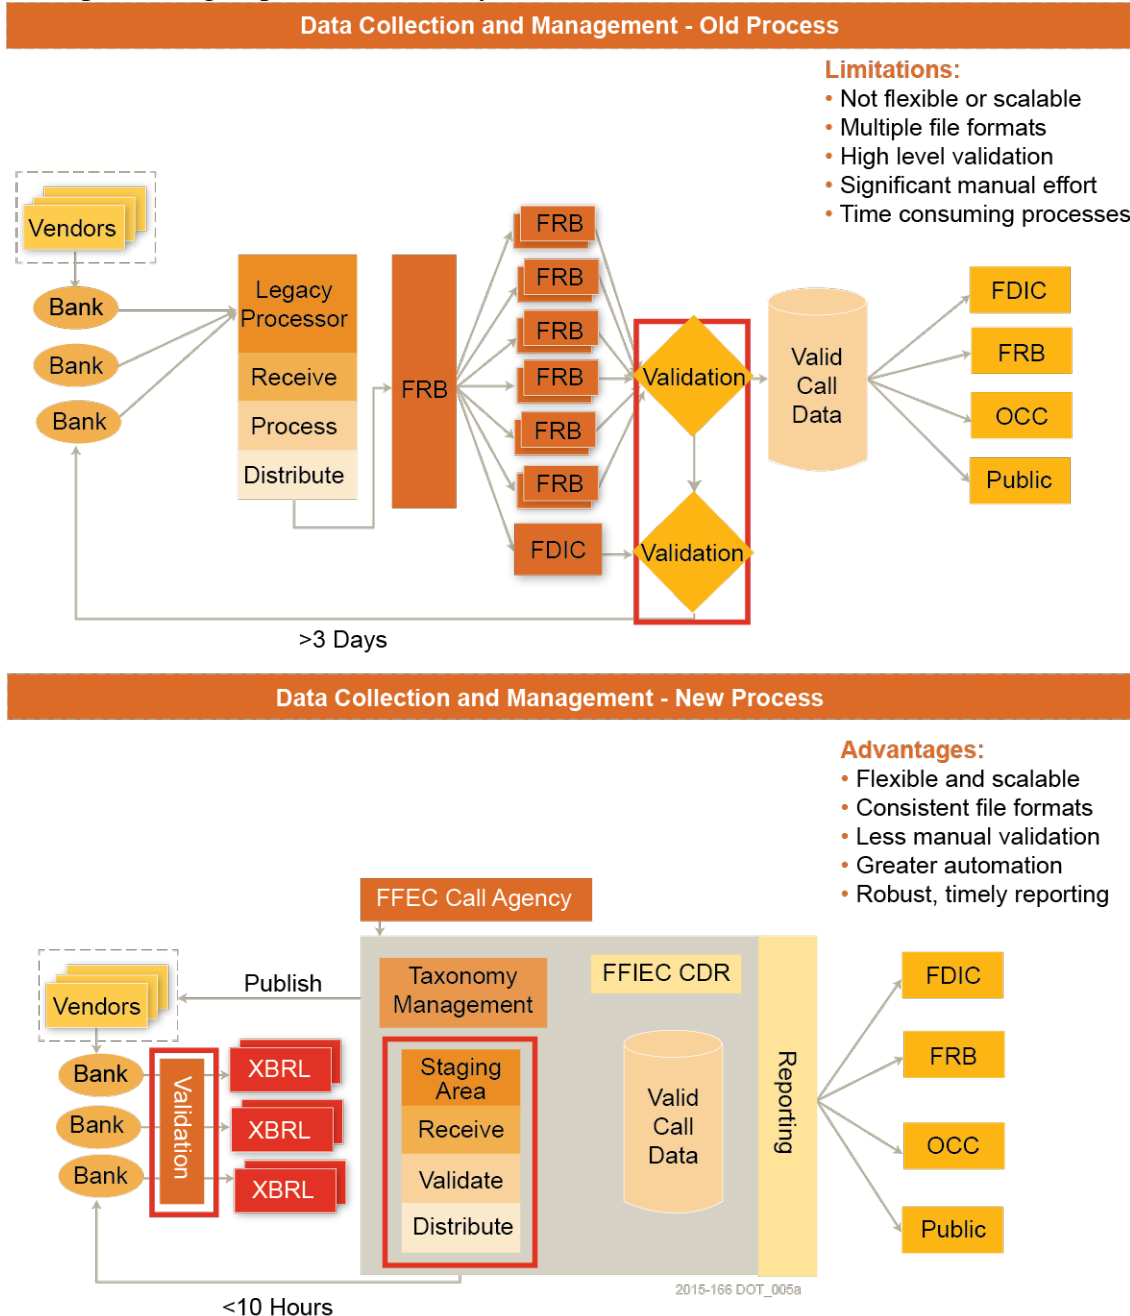 Data Collection and Management - Old Process
Limitations:
• Not flexible or scalable
• Multiple file formats
• High level validation
• Significant manual effort
• Time consuming processes
Vendors
Bank
Bank
Bank
Legacy
Processor
Receive
Process
Distribute
FRB
FRB
FRB
FRB
FRB
FRB
FRB
FDIC
Validation
Validation
Valid
Call
Data
FDIC
FRB
OCC
Public
>3 Days
Data Collection and Management - New Process
Advantages:
• Flexible and scalable
• Consistent file formats
• Less manual validation
• Greater automation
• Robust, timely reporting
FFEC Call Agency
Publish
Vendors
Bank
Bank
Bank
Validation
XBRL
XBRL
XBRL
Taxonomy
Management
FFIEC CDR
Staging
Area
Receive
Validate
Distribute
Valid
Call
Data
Reporting
FDIC
FRB
OCC
Public
2015-166 DOT_005a
<10 Hours